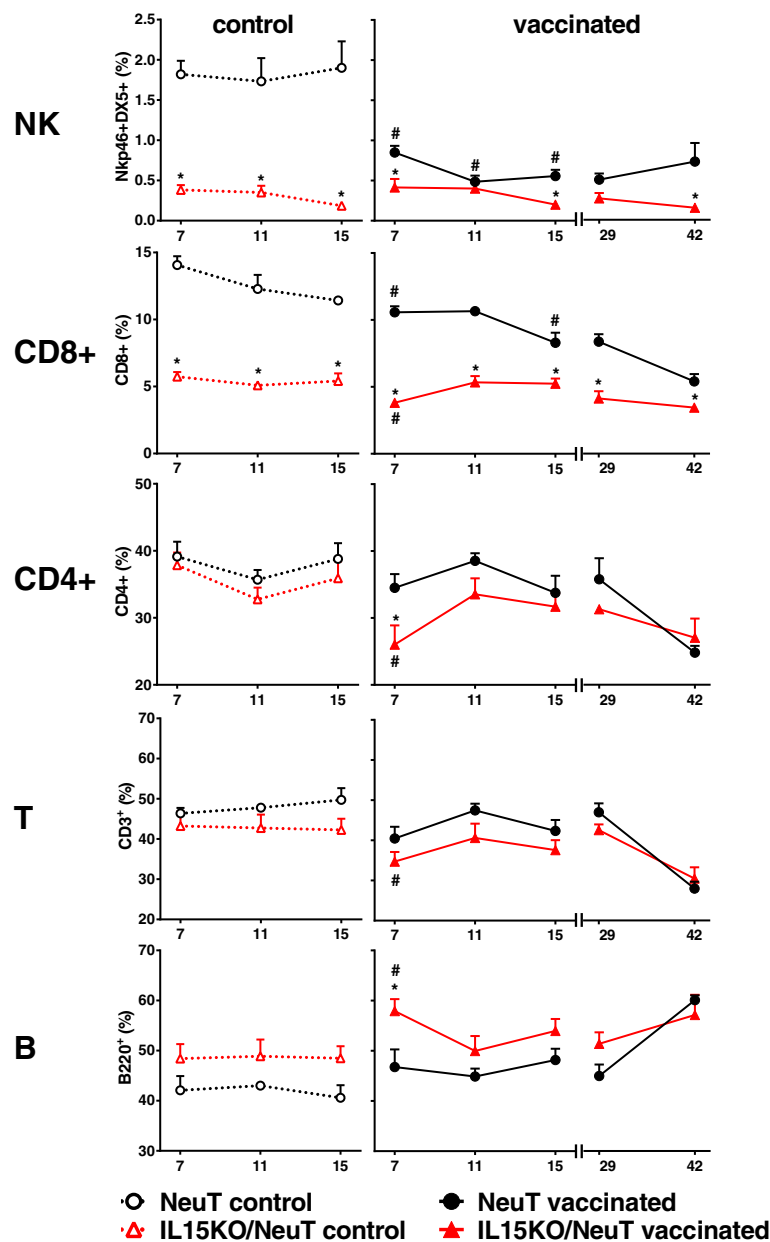 control vaccinated
NK
Nkp46+DX5+ (%)
2.5
2.0
1.5
1.0
0.5
0.0
* * *
# # #
* * *
7 11 15 7 11 15 29 42
CD8+
CD8+ (%)
15
10
5
0
* * *
# #
* * * * *
#
7 11 15 7 11 15 29 42
CD4+
CD4+ (%)
50
40
30
20
*
#
7 11 15 7 11 15 29 42
T
CD3+ (%)
70
60
50
40
30
20
#
7 11 15 7 11 15 29 42
B
B220+ (%)
70
60
50
40
30
#
*
7 11 15 7 11 15 29 42
NeuT control NeuT vaccinated
IL15KO/NeuT control IL15KO/NeuT vaccinated